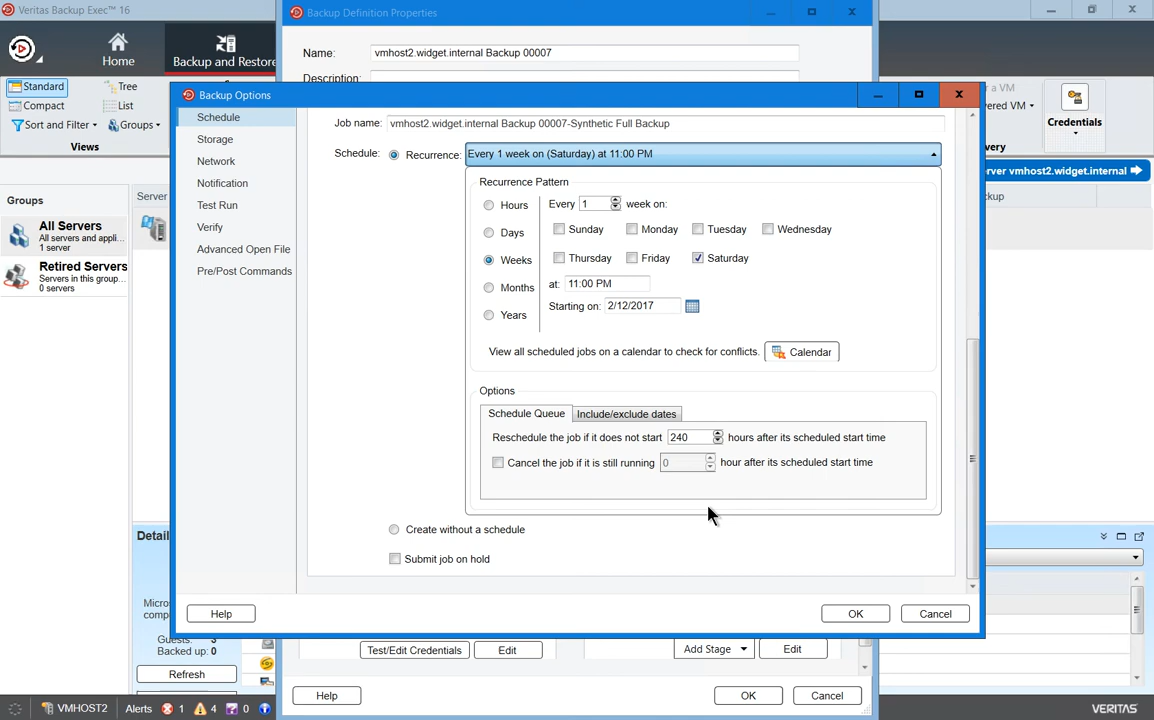 Veritas Backup Exec™ 16
Backup Definition Properties
Home
Backup and Restore
Name:
vmhost2.widget.internal Backup 00007
Description:
Standard
Tree
Compact
List
Sort and Filter
Groups
Views
Backup Options
a VM
ered VM
very
Credentials
erver vmhost2.widget.internal
Groups
Server
kup
All Servers
All servers and appli...
1 server
Retired Servers
Servers in this group...
0 servers
Schedule
Storage
Network
Notification
Test Run
Verify
Advanced Open File
Pre/Post Commands
Job name:
vmhost2.widget.internal Backup 00007-Synthetic Full Backup
Schedule:
Recurrence:
Every 1 week on (Saturday) at 11:00 PM
Recurrence Pattern
Hours
Days
Weeks
Months
Years
Every 1 week on:
Sunday
Monday
Tuesday
Wednesday
Thursday
Friday
Saturday
at: 11:00 PM
Starting on: 2/12/2017
View all scheduled jobs on a calendar to check for conflicts.
Calendar
Options
Schedule Queue
Include/exclude dates
Reschedule the job if it does not start 240 hours after its scheduled start time
Cancel the job if it is still running 0 hour after its scheduled start time
Create without a schedule
Submit job on hold
Help
OK
Cancel
Detail
Micro
comp
Guests: 3
Backed up: 0
Refresh
Test/Edit Credentials
Edit
Add Stage
Edit
Help
OK
Cancel
VMHOST2
Alerts
1
4
0
VERITAS